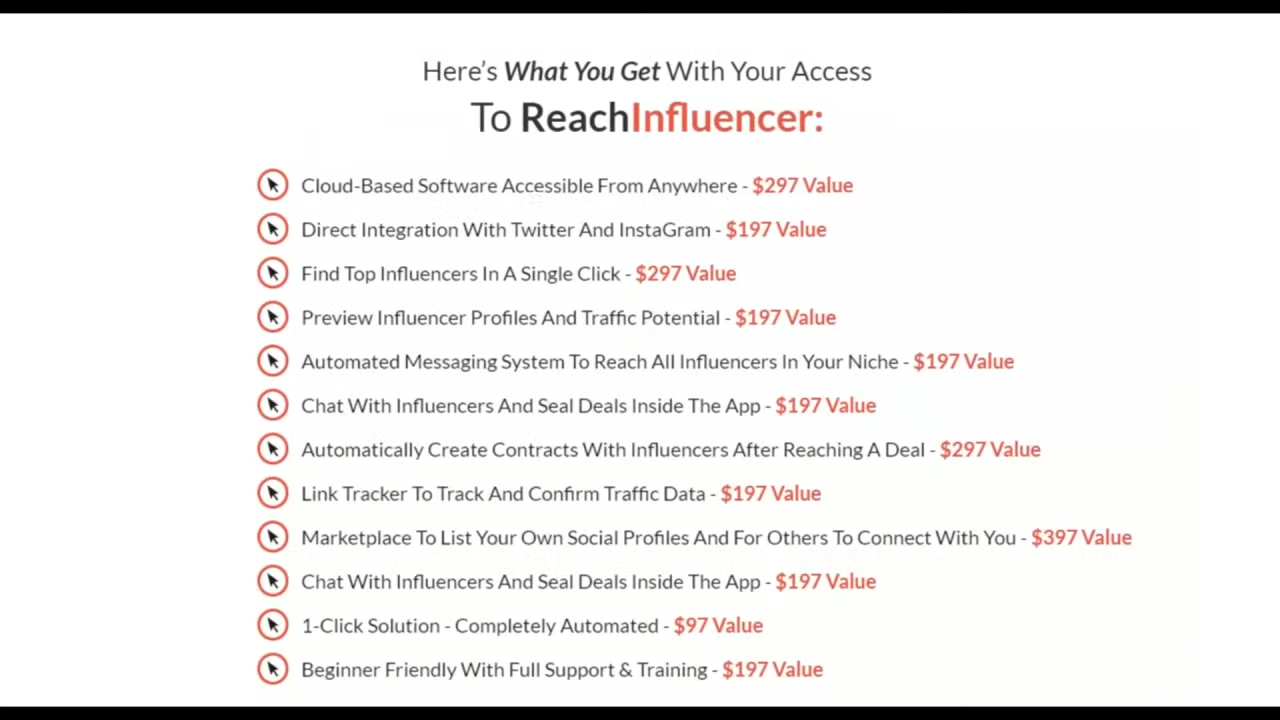 Here's What You Get With Your Access
To ReachInfluencer:
Cloud-Based Software Accessible From Anywhere - $297 Value
Direct Integration With Twitter And InstaGram - $197 Value
Find Top Influencers In A Single Click - $297 Value
Preview Influencer Profiles And Traffic Potential - $197 Value
Automated Messaging System To Reach All Influencers In Your Niche - $197 Value
Chat With Influencers And Seal Deals Inside The App - $197 Value
Automatically Create Contracts With Influencers After Reaching A Deal - $297 Value
Link Tracker To Track And Confirm Traffic Data - $197 Value
Marketplace To List Your Own Social Profiles And For Others To Connect With You - $397 Value
Chat With Influencers And Seal Deals Inside The App - $197 Value
1-Click Solution - Completely Automated - $97 Value
Beginner Friendly With Full Support & Training - $197 Value